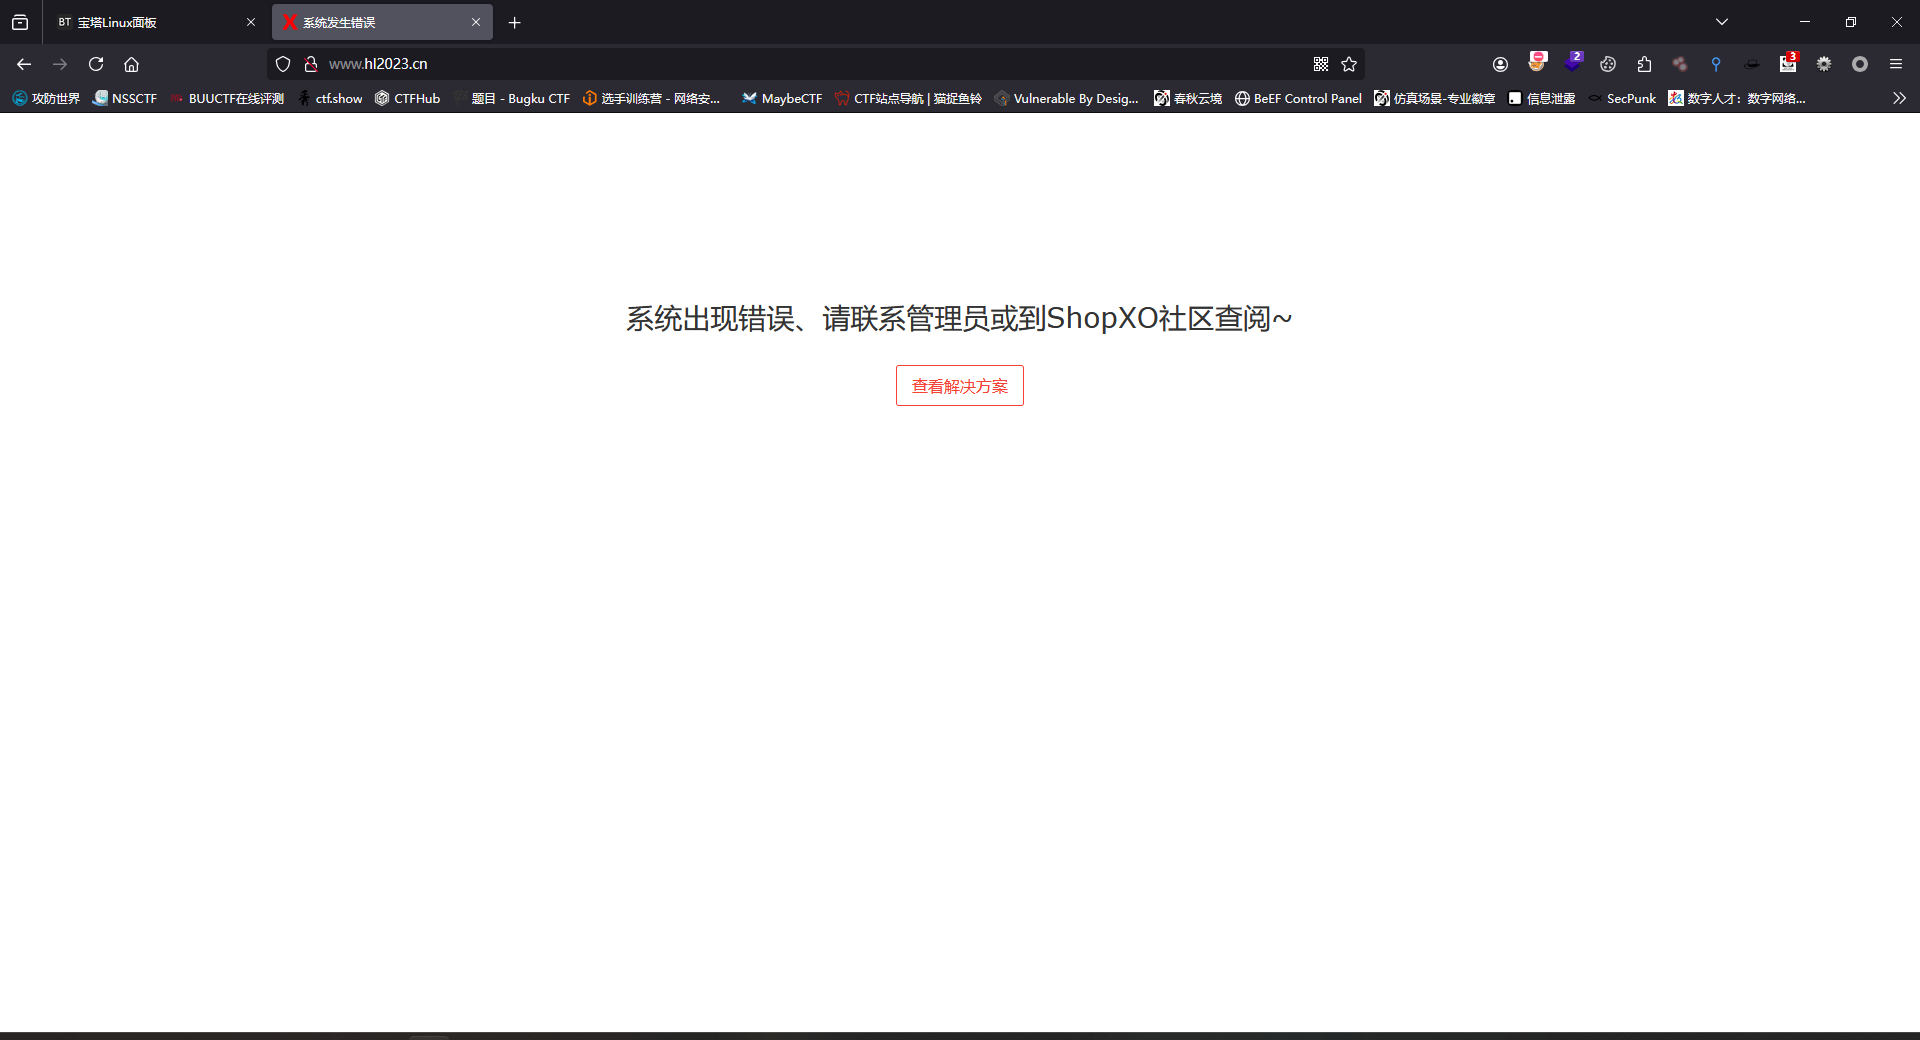 BT 宝塔Linux面板
系统发生错误
www.hl2023.cn
2
3
攻防世界 NSSCTF BUUCTF在线评测 ctf.show CTFHub 题目 - Bugku CTF 选手训练营 - 网络安... MaybeCTF CTF站点导航 | 猫捉鱼铃 Vulnerable By Desig... 春秋云境 BeEF Control Panel 仿真场景-专业徽章 信息泄露 SecPunk 数字人才：数字网络...
系统出现错误、请联系管理员或到ShopXO社区查阅~
查看解决方案